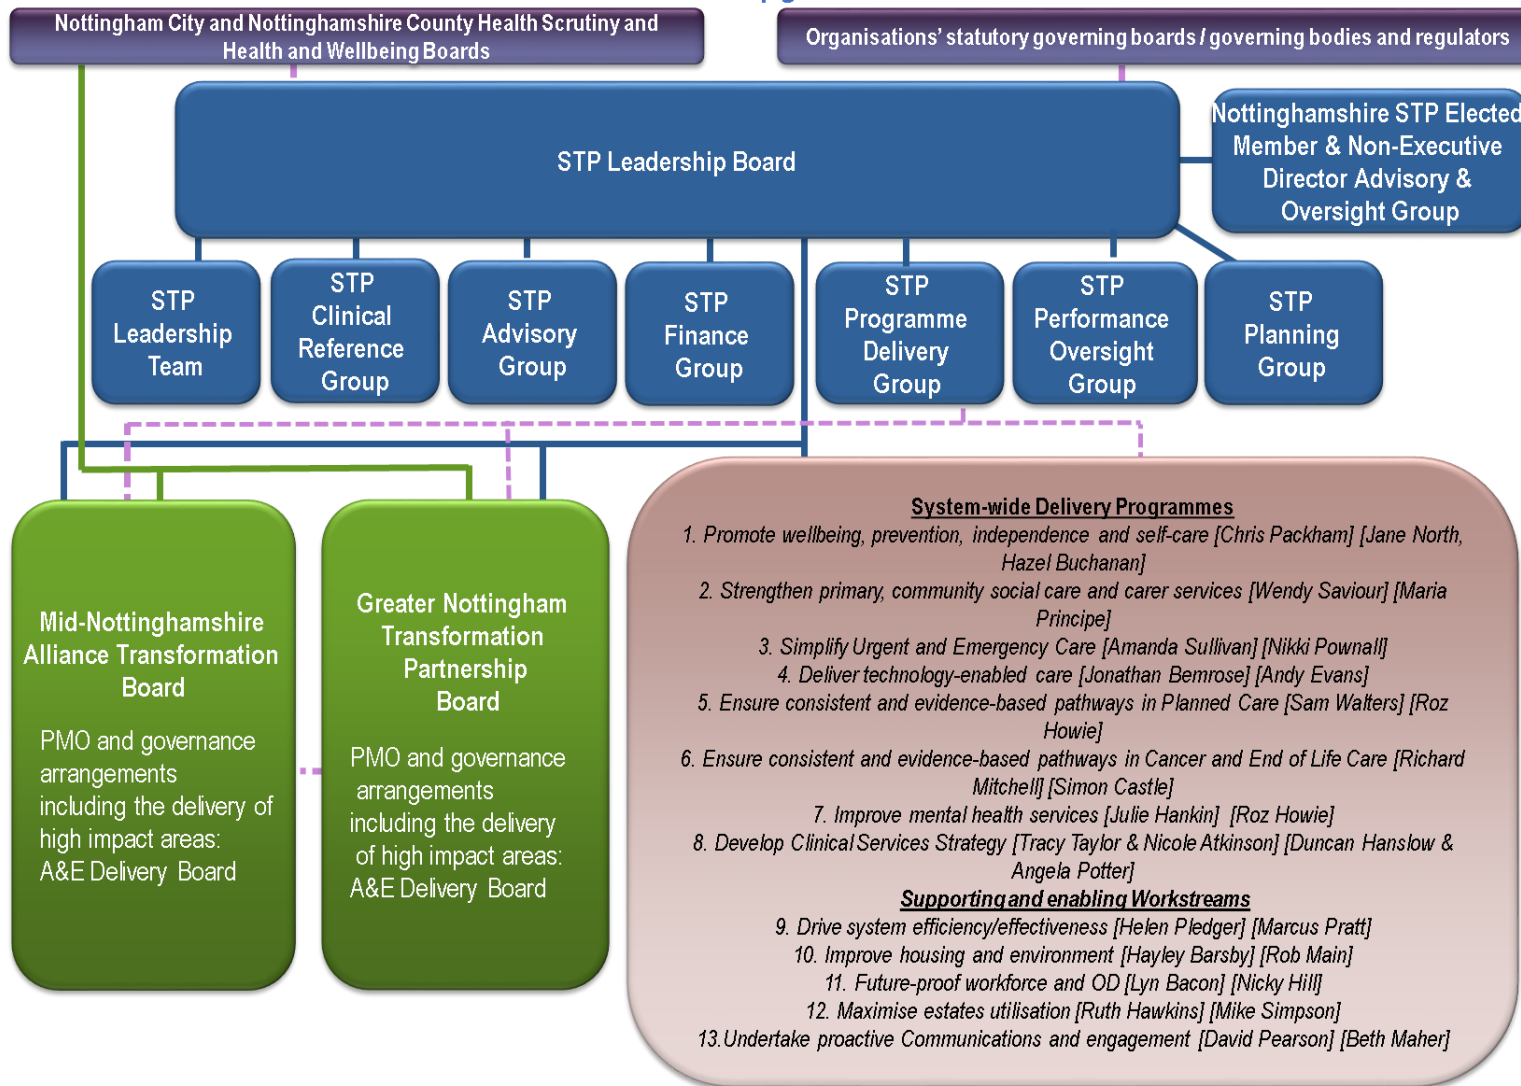 Nottingham City and Nottinghamshire County Health Scrutiny and
Health and Wellbeing Boards
Organisations' statutory governing boards / governing bodies and regulators
STP Leadership Board
Nottinghamshire STP Elected
Member & Non-Executive
Director Advisory &
Oversight Group
STP
Leadership
Team
STP
Clinical
Reference
Group
STP
Advisory
Group
STP
Finance
Group
STP
Programme
Delivery
Group
STP
Performance
Oversight
Group
STP
Planning
Group
Mid-Nottinghamshire
Alliance Transformation
Board
PMO and governance
arrangements
including the delivery of
high impact areas:
A&E Delivery Board
Greater Nottingham
Transformation
Partnership
Board
PMO and governance
arrangements
including the delivery
of high impact areas:
A&E Delivery Board
System-wide Delivery Programmes
1. Promote wellbeing, prevention, independence and self-care [Chris Packham] [Jane North,
Hazel Buchanan]
2. Strengthen primary, community social care and carer services [Wendy Saviour] [Maria
Principe]
3. Simplify Urgent and Emergency Care [Amanda Sullivan] [Nikki Pownall]
4. Deliver technology-enabled care [Jonathan Bemrose] [Andy Evans]
5. Ensure consistent and evidence-based pathways in Planned Care [Sam Walters] [Roz
Howie]
6. Ensure consistent and evidence-based pathways in Cancer and End of Life Care [Richard
Mitchell] [Simon Castle]
7. Improve mental health services [Julie Hankin] [Roz Howie]
8. Develop Clinical Services Strategy [Tracy Taylor & Nicole Atkinson] [Duncan Hanslow &
Angela Potter]
Supporting and enabling Workstreams
9. Drive system efficiency/effectiveness [Helen Pledger] [Marcus Pratt]
10. Improve housing and environment [Hayley Barsby] [Rob Main]
11. Future-proof workforce and OD [Lyn Bacon] [Nicky Hill]
12. Maximise estates utilisation [Ruth Hawkins] [Mike Simpson]
13.Undertake proactive Communications and engagement [David Pearson] [Beth Maher]